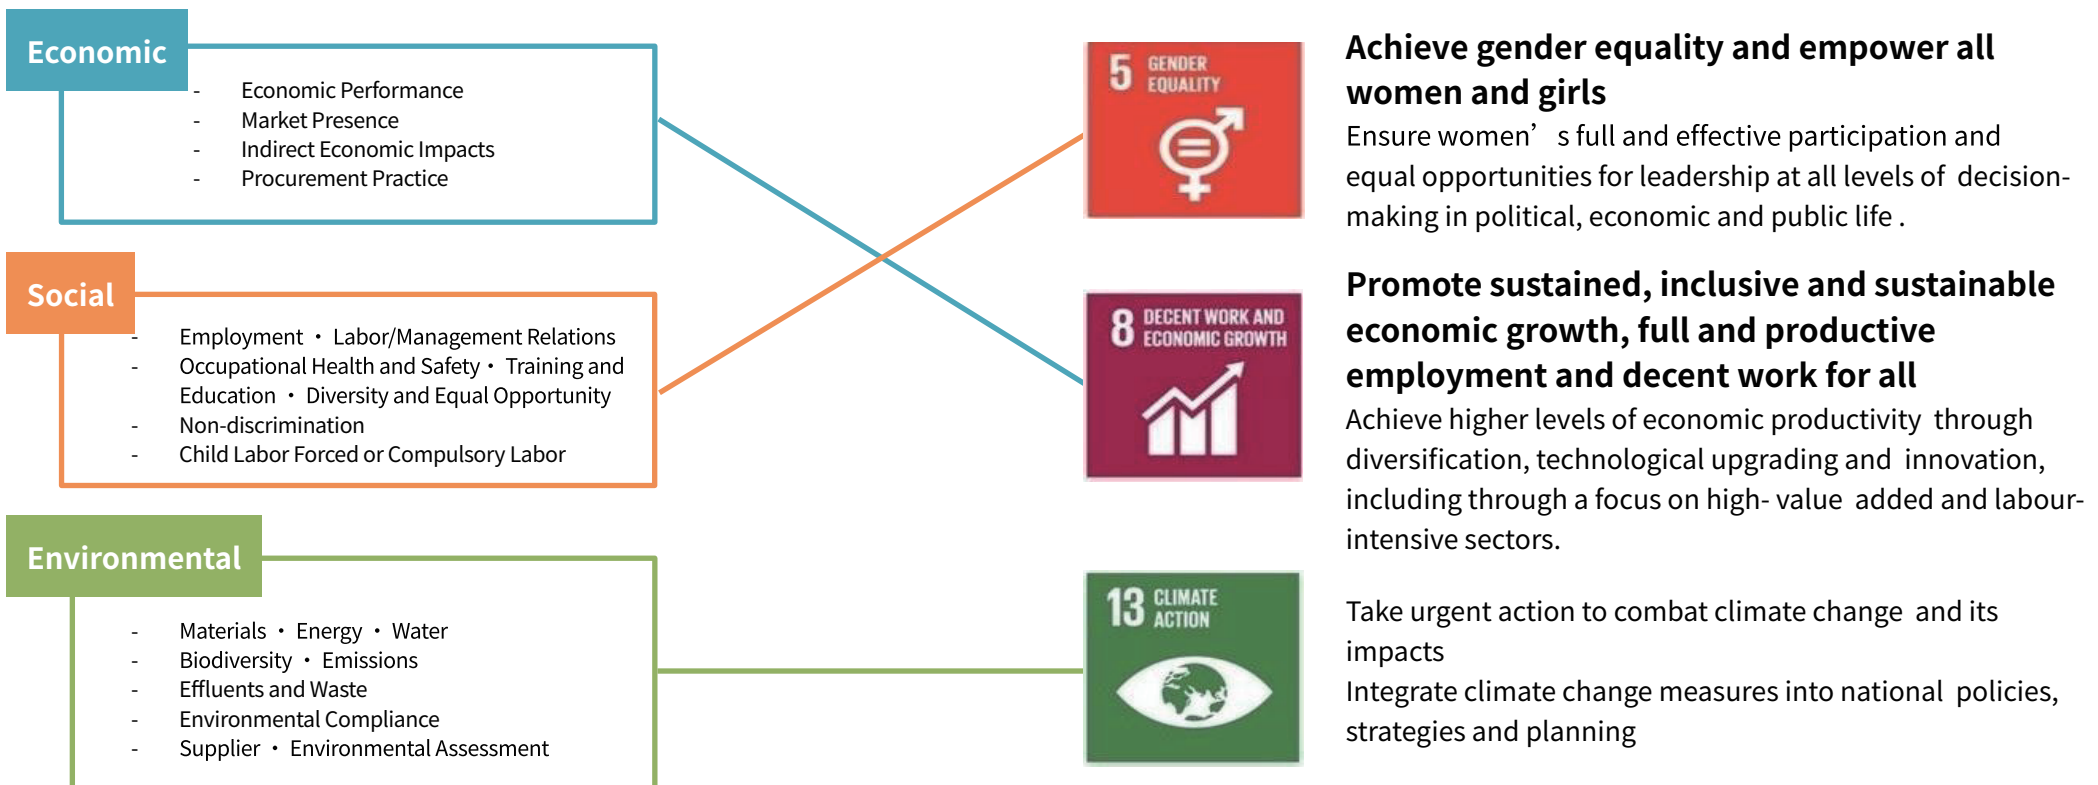 Economic
- Economic Performance
- Market Presence
- Indirect Economic Impacts
- Procurement Practice
Social
- Employment・Labor/Management Relations
- Occupational Health and Safety・Training and
Education・Diversity and Equal Opportunity
- Non-discrimination
- Child Labor Forced or Compulsory Labor
Environmental
- Materials・Energy・Water
- Biodiversity・Emissions
- Effluents and Waste
- Environmental Compliance
- Supplier・Environmental Assessment
5 GENDER
EQUALITY
Achieve gender equality and empower all
women and girls
Ensure women’s full and effective participation and
equal opportunities for leadership at all levels of decision-
making in political, economic and public life .
8 DECENT WORK AND
ECONOMIC GROWTH
Promote sustained, inclusive and sustainable
economic growth, full and productive
employment and decent work for all
Achieve higher levels of economic productivity through
diversification, technological upgrading and innovation,
including through a focus on high- value added and labour-
intensive sectors.
13 CLIMATE
ACTION
Take urgent action to combat climate change and its
impacts
Integrate climate change measures into national policies,
strategies and planning